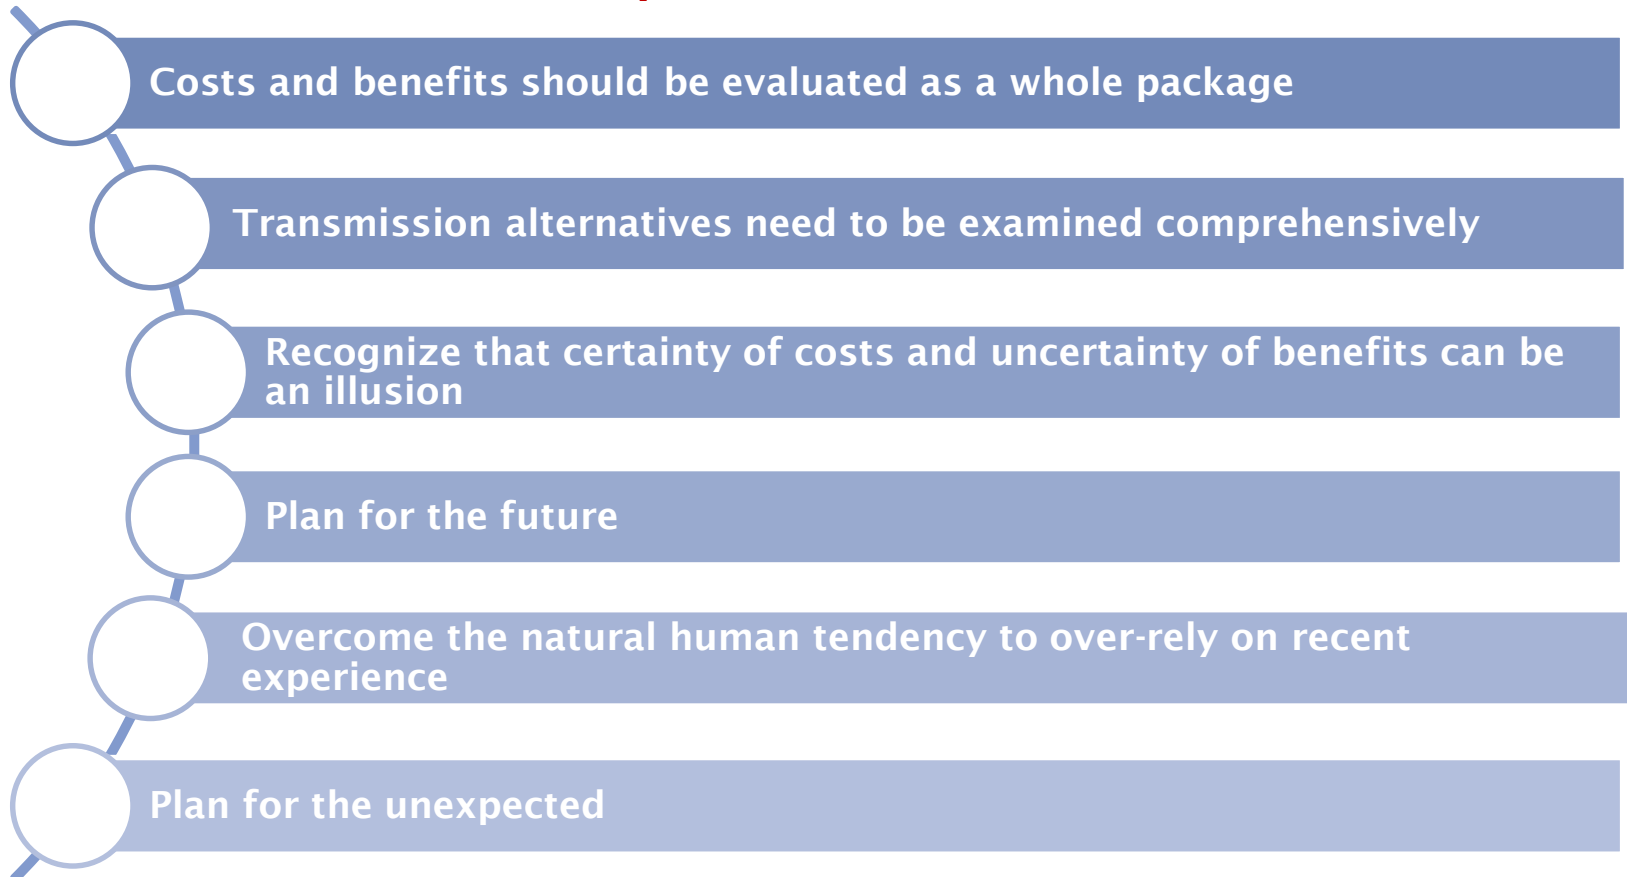 Costs and benefits should be evaluated as a whole package
Transmission alternatives need to be examined comprehensively
Recognize that certainty of costs and uncertainty of benefits can be
an illusion
Plan for the future
Overcome the natural human tendency to over-rely on recent
experience
Plan for the unexpected